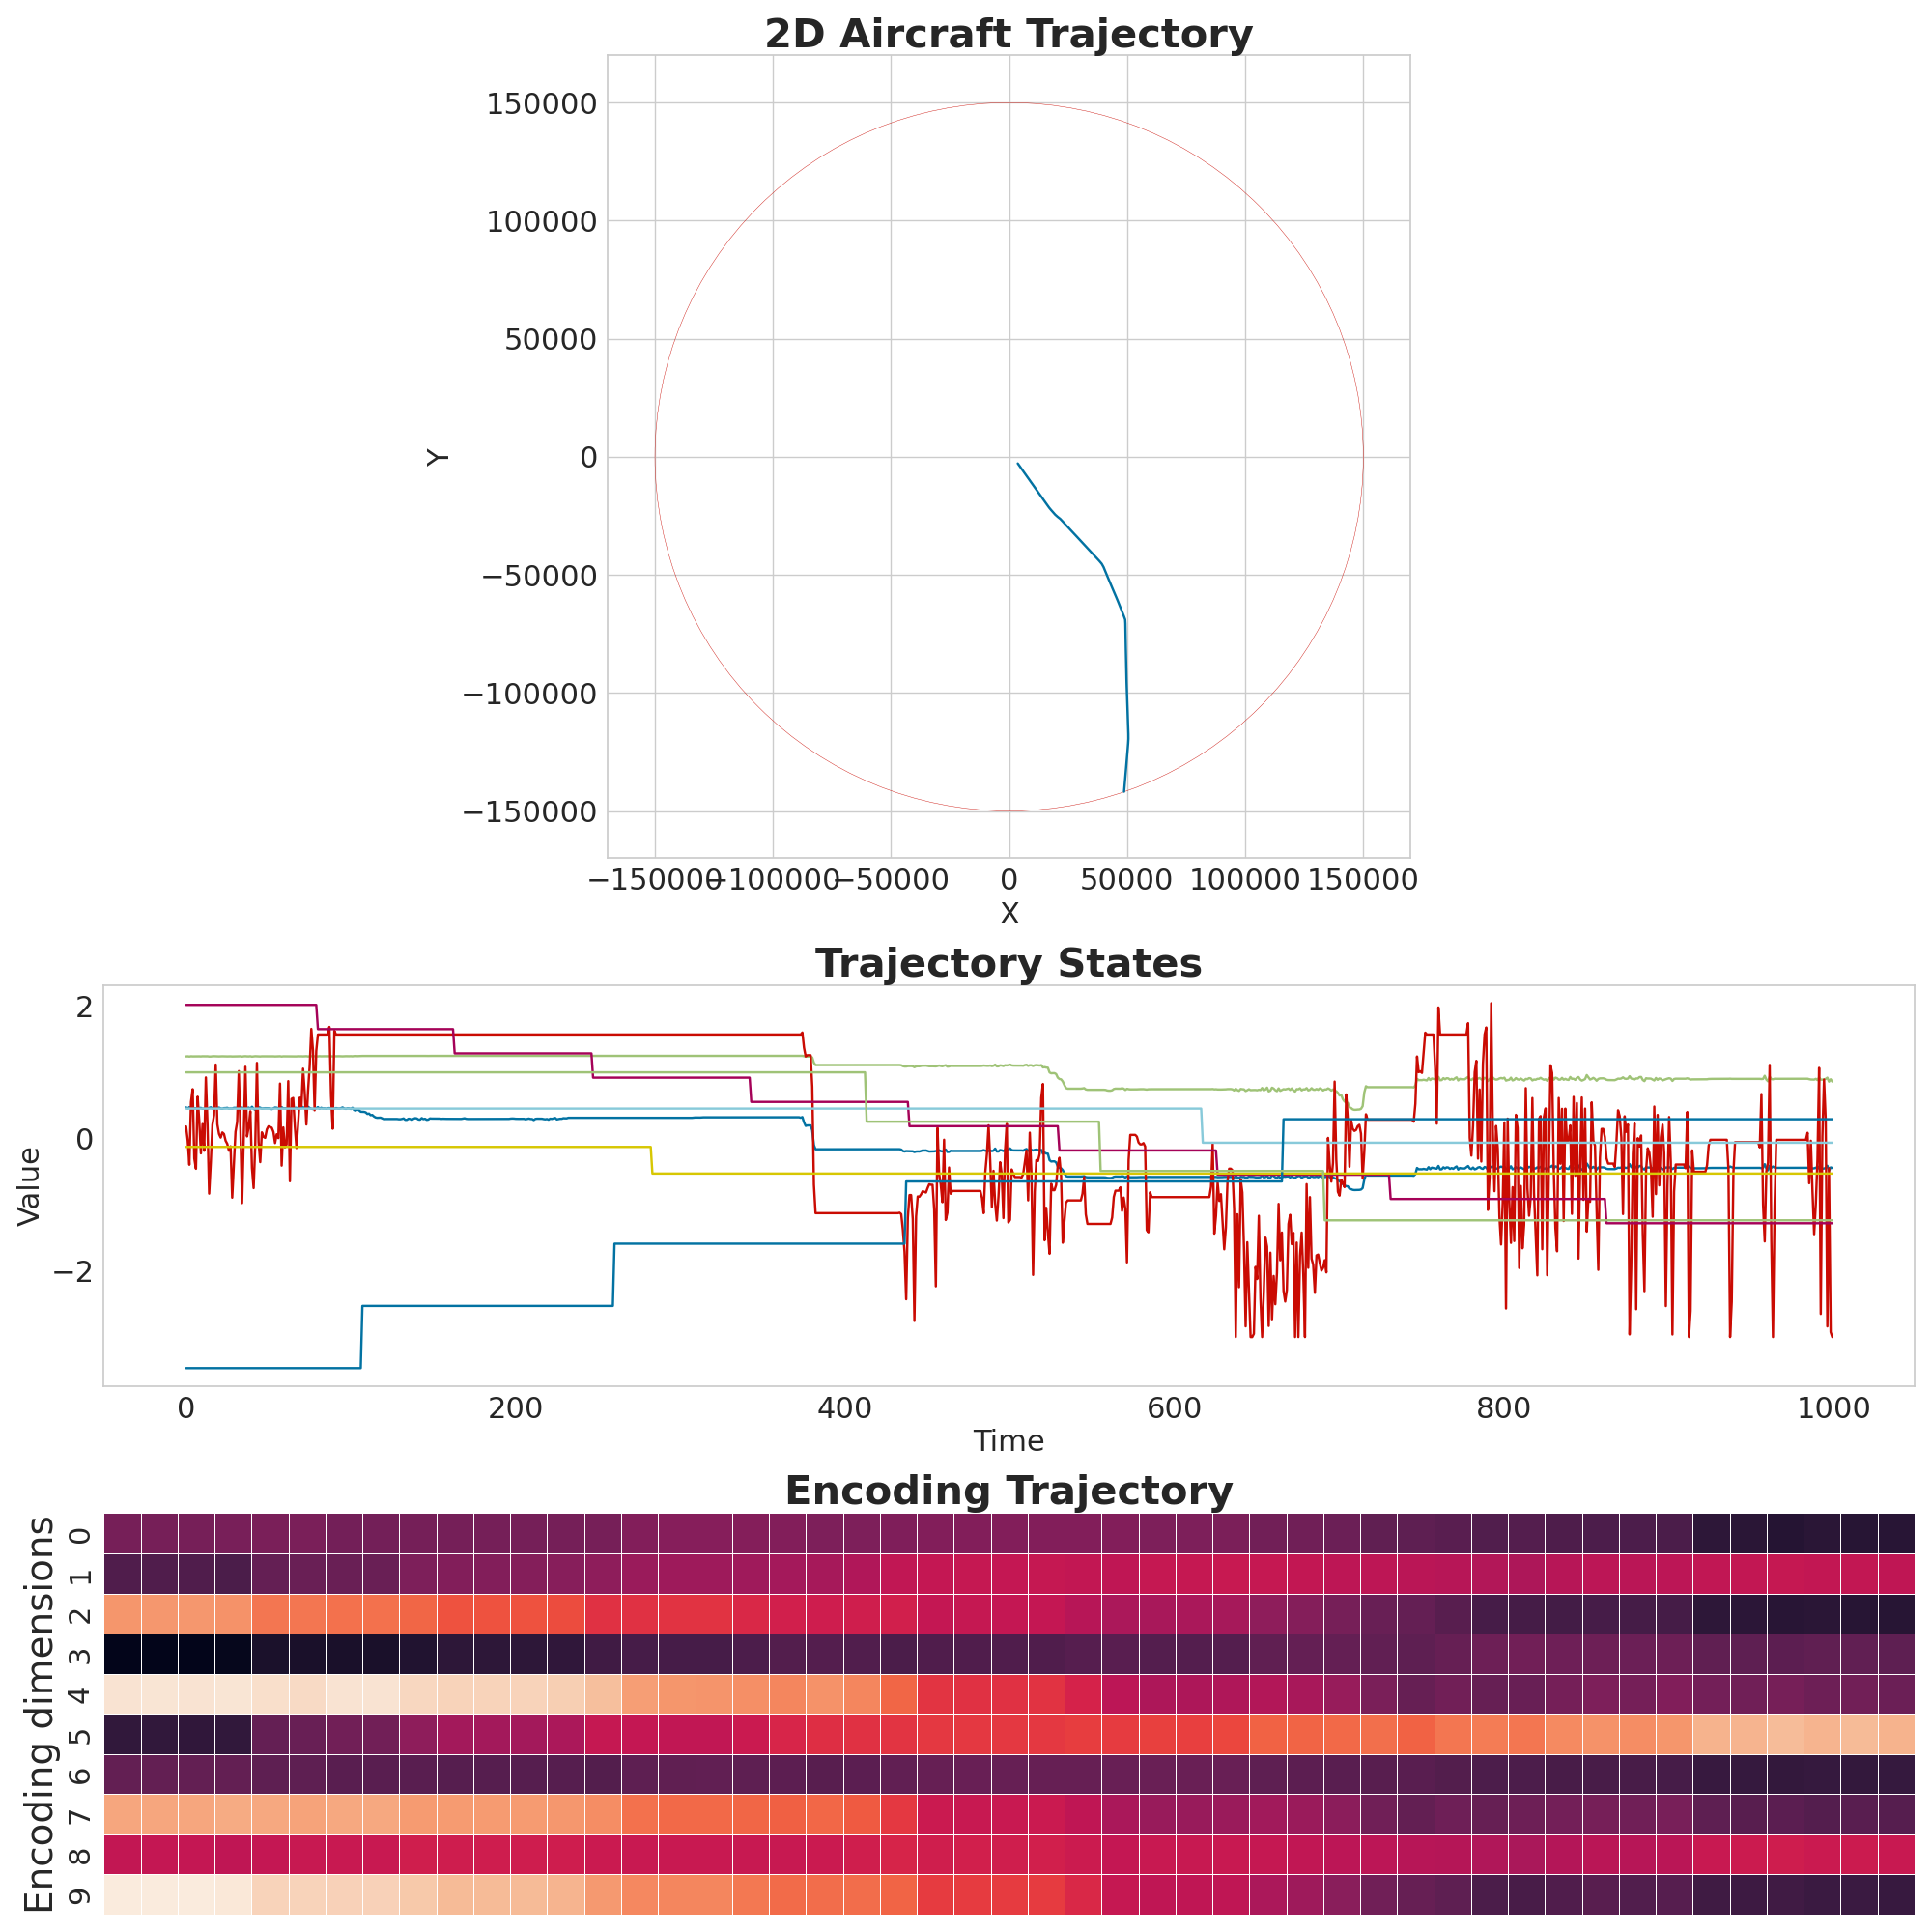 2D Aircraft Trajectory
150000
100000
50000
0
−50000
−100000
−150000
Y
−150000 −100000 −50000 0 50000 100000 150000
X
Trajectory States
2
0
−2
Value
0 200 400 600 800 1000
Time
Encoding Trajectory
Encoding dimensions
0
1
2
3
4
5
6
7
8
9